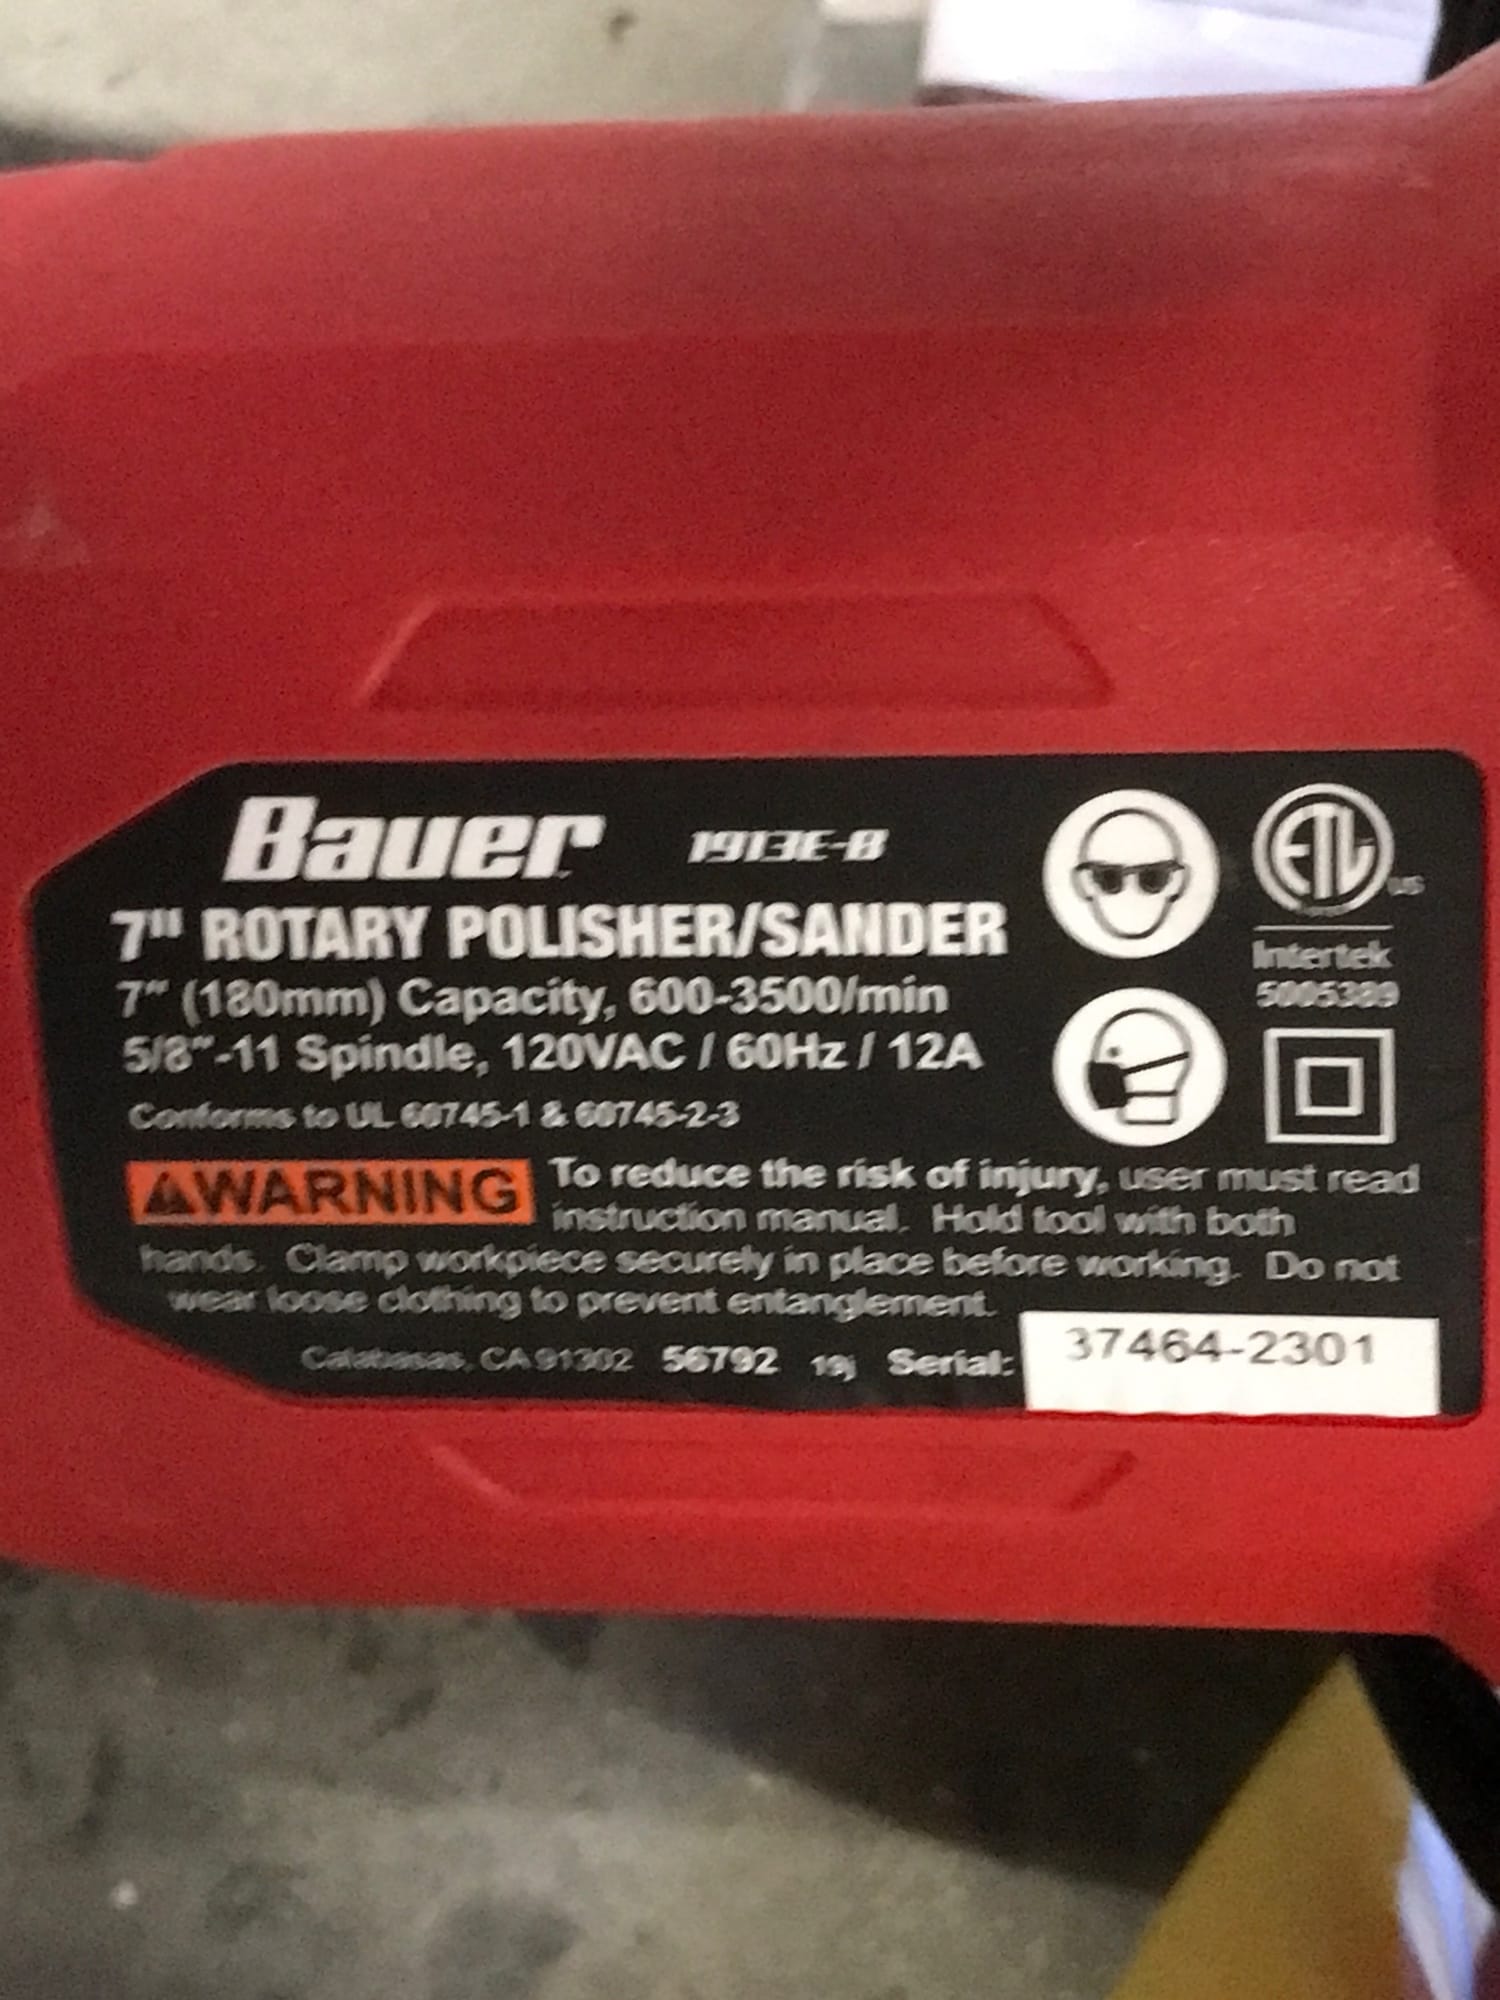 Bauer 1913E-B
7" ROTARY POLISHER/SANDER
7" (180mm) Capacity, 600-3500/min
5/8"-11 Spindle, 120VAC / 60Hz / 12A
Conforms to UL 60745-1 & 60745-2-3
ETL US
Intertek
5005389
WARNING To reduce the risk of injury, user must read
instruction manual. Hold tool with both
hands. Clamp workpiece securely in place before working. Do not
wear loose clothing to prevent entanglement.
Calabasas, CA 91302 56792 19j Serial: 37464-2301